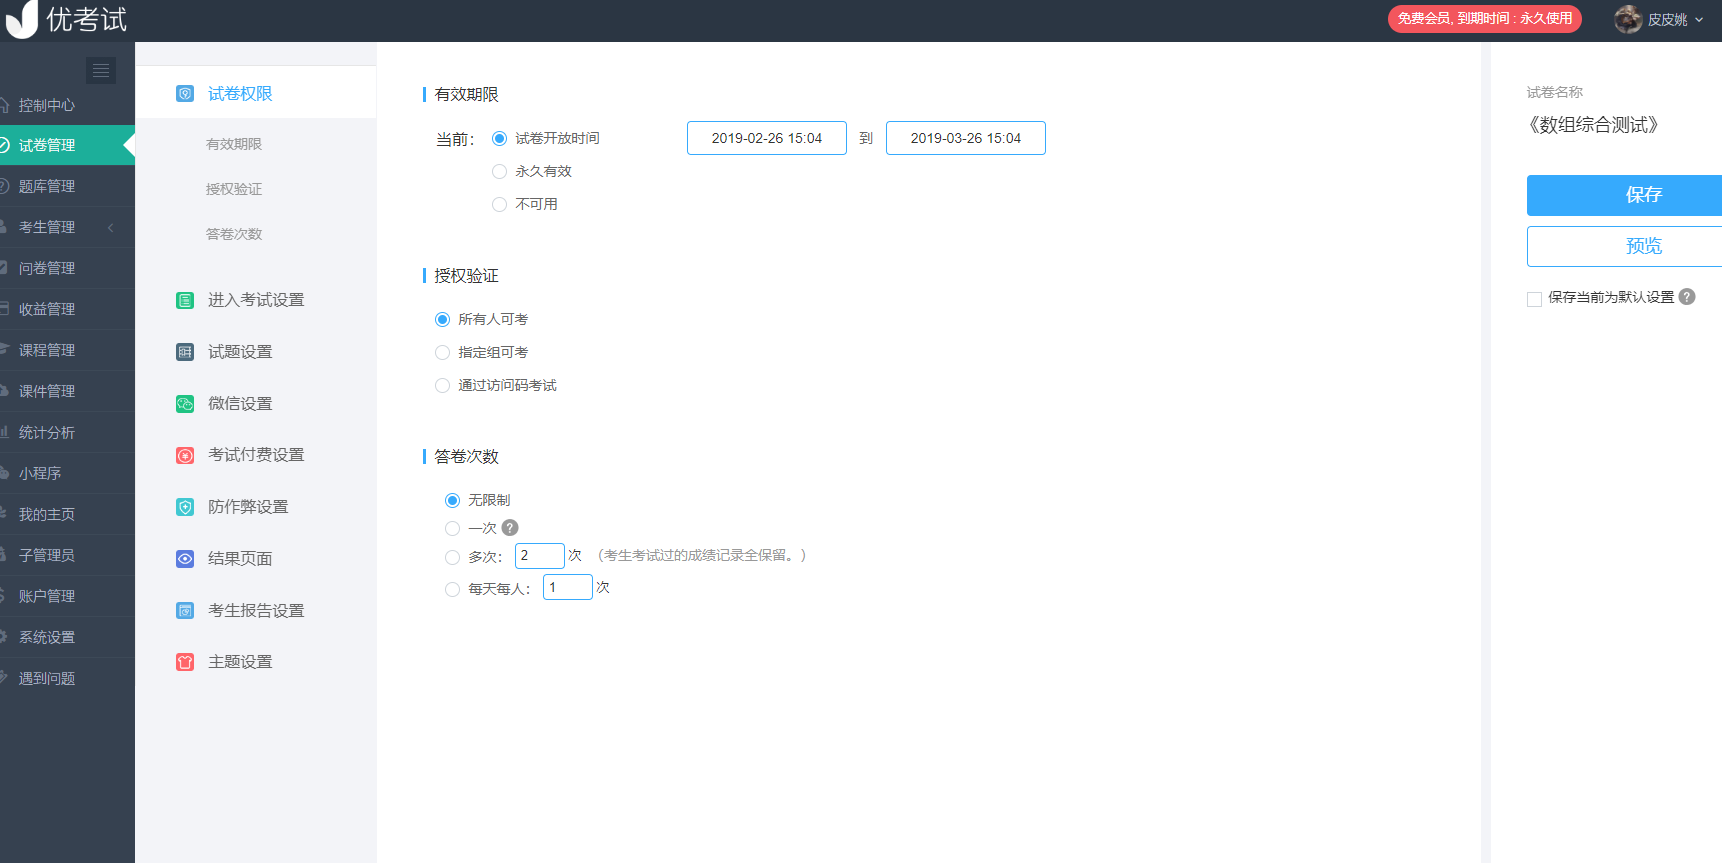 优考试
免费会员, 到期时间 : 永久使用
皮皮姚
控制中心
试卷管理
题库管理
考生管理
问卷管理
收益管理
课程管理
课件管理
统计分析
小程序
我的主页
子管理员
账户管理
系统设置
遇到问题
试卷权限
有效期限
授权验证
答卷次数
进入考试设置
试题设置
微信设置
考试付费设置
防作弊设置
结果页面
考生报告设置
主题设置
有效期限
当前： 试卷开放时间 2019-02-26 15:04 到 2019-03-26 15:04
永久有效
不可用
授权验证
所有人可考
指定组可考
通过访问码考试
答卷次数
无限制
一次 ?
多次： 2 次 （考生考试过的成绩记录全保留。）
每天每人： 1 次
试卷名称
《数组综合测试》
保存
预览
保存当前为默认设置 ?